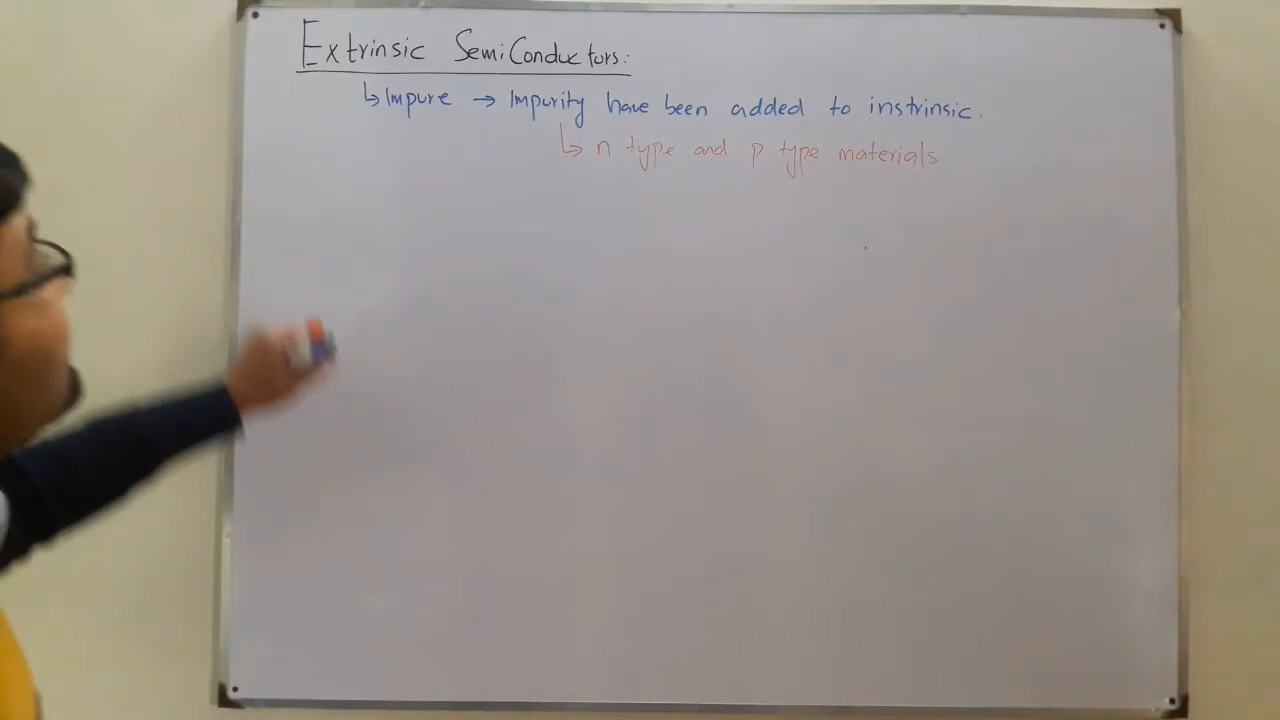 Extrinsic SemiConductors:
↳ Impure → Impurity have been added to instrinsic.
↳ n type and p type materials